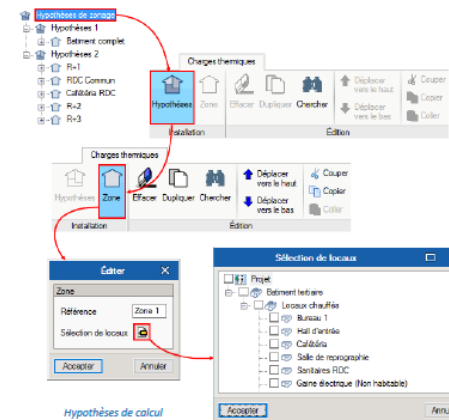 Hypothèses de zonage
Hypothèses 1
Batiment complet
Hypothèses 2
R+1
RDC Commun
Cafétéria RDC
R+2
R+3
Charges thermiques
Hypothèses
Zone
Effacer
Dupliquer
Chercher
Déplacer vers le haut
Déplacer vers le bas
Couper
Copier
Coller
Installation
Édition
Charges thermiques
Hypothèses
Zone
Effacer
Dupliquer
Chercher
Déplacer vers le haut
Déplacer vers le bas
Couper
Copier
Coller
Installation
Édition
Éditer
Zone
Référence
Zone 1
Sélection de locaux
Accepter
Annuler
Sélection de locaux
Projet
Batiment tertiaire
Locaux chauffés
Bureau 1
Hall d'entrée
Cafétéria
Salle de reprographie
Sanitaires RDC
Gaine électrique (Non habitable)
Accepter
Annu
Hypothèses de calcul